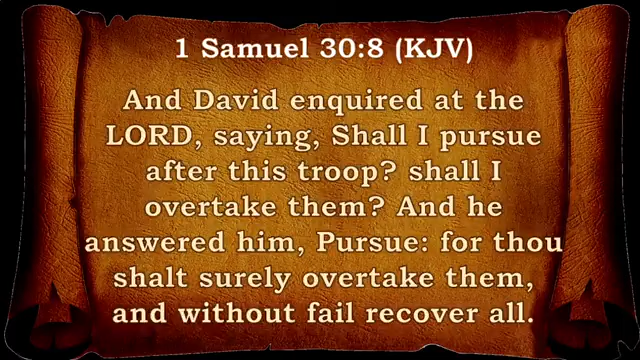 1 Samuel 30:8 (KJV)
And David enquired at the
LORD, saying, Shall I pursue
after this troop? shall I
overtake them? And he
answered him, Pursue: for thou
shalt surely overtake them,
and without fail recover all.